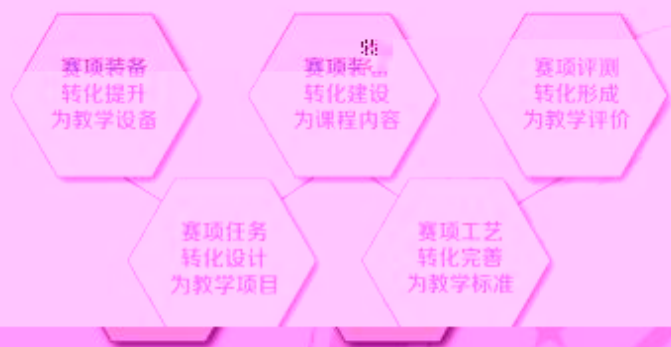 赛项装备
转化提升
为教学设备
赛项装
转化建设
为课程内容
赛项评测
转化形成
为教学评价
赛项任务
转化设计
为教学项目
赛项工艺
转化完善
为教学标准